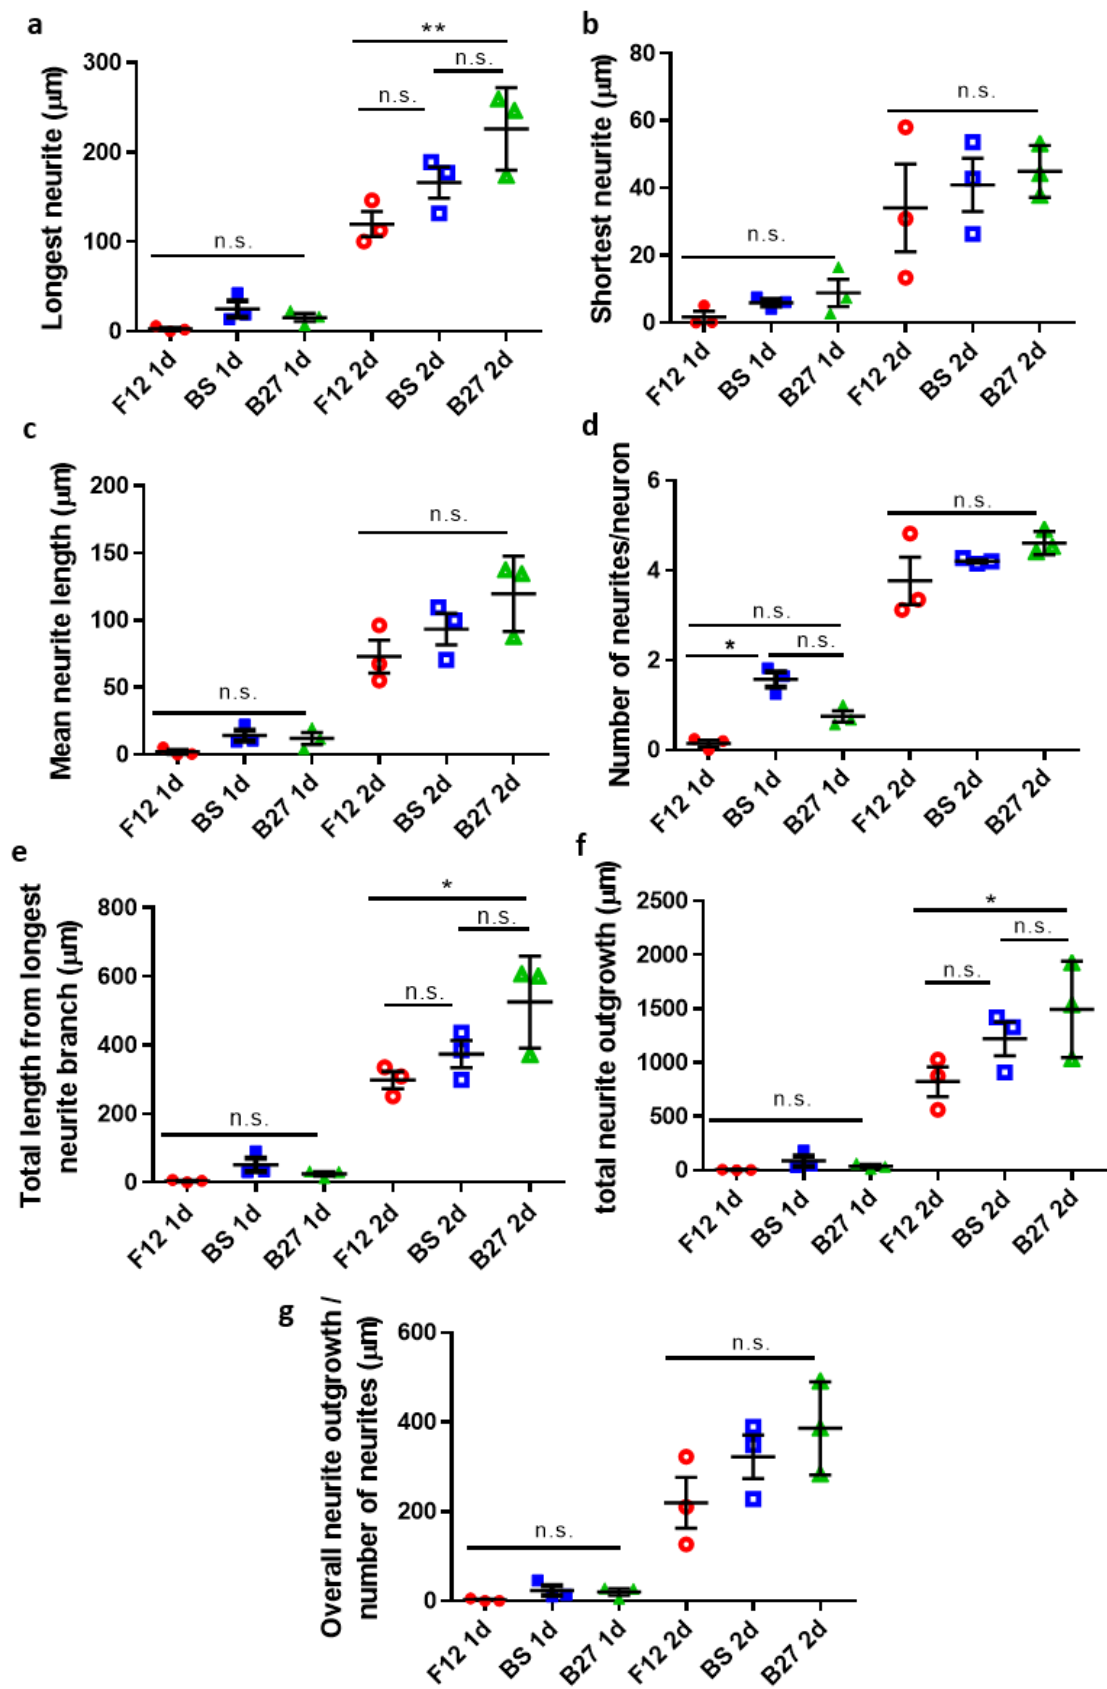 a
Longest neurite (μm)
300
200
100
0
n.s.
n.s.
n.s.
**
F12 1d
BS 1d
B27 1d
F12 2d
BS 2d
B27 2d
b
Shortest neurite (μm)
80
60
40
20
0
n.s.
n.s.
F12 1d
BS 1d
B27 1d
F12 2d
BS 2d
B27 2d
c
Mean neurite length (μm)
200
150
100
50
0
n.s.
n.s.
F12 1d
BS 1d
B27 1d
F12 2d
BS 2d
B27 2d
d
Number of neurites/neuron
6
4
2
0
n.s.
*
n.s.
n.s.
F12 1d
BS 1d
B27 1d
F12 2d
BS 2d
B27 2d
e
Total length from longest
neurite branch (μm)
800
600
400
200
0
n.s.
n.s.
n.s.
*
F12 1d
BS 1d
B27 1d
F12 2d
BS 2d
B27 2d
f
total neurite outgrowth (μm)
2500
2000
1500
1000
500
0
n.s.
n.s.
n.s.
*
F12 1d
BS 1d
B27 1d
F12 2d
BS 2d
B27 2d
g
Overall neurite outgrowth /
number of neurites (μm)
600
400
200
0
n.s.
n.s.
F12 1d
BS 1d
B27 1d
F12 2d
BS 2d
B27 2d